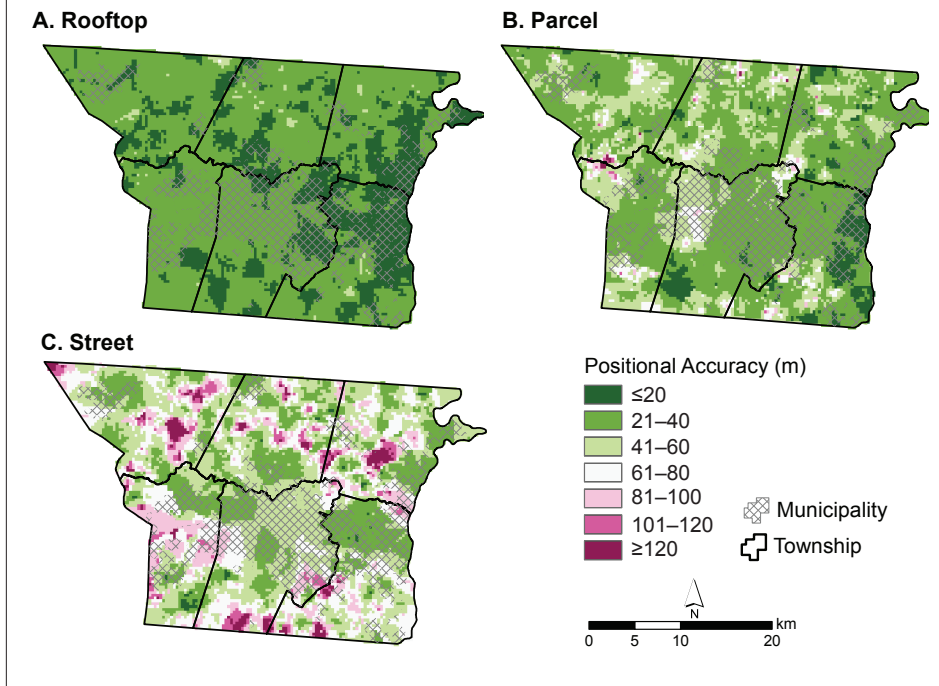 A. Rooftop
B. Parcel
C. Street
Positional Accuracy (m)
≤20
21–40
41–60
61–80
81–100
101–120
≥120
Municipality
Township
N
km
0 5 10 20